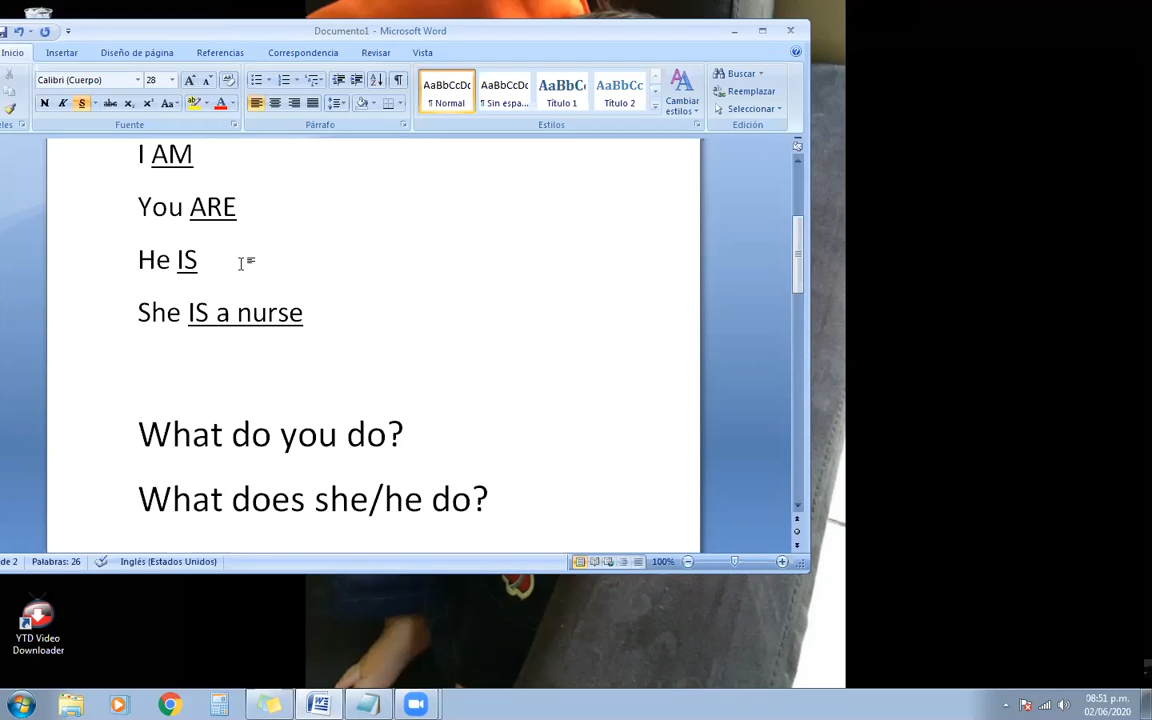 Documento1 - Microsoft Word
Inicio Insertar Diseño de página Referencias Correspondencia Revisar Vista
Calibri (Cuerpo) 28
AaBbCcDc AaBbCcDc AaBbC AaBbCc
¶ Normal ¶ Sin espa... Título 1 Título 2
Cambiar estilos
Buscar
Reemplazar
Seleccionar
Fuente Párrafo Estilos Edición
I AM
You ARE
He IS
She IS a nurse
What do you do?
What does she/he do?
de 2 Palabras: 26 Inglés (Estados Unidos) 100%
YTD Video
Downloader
08:51 p.m.
02/06/2020